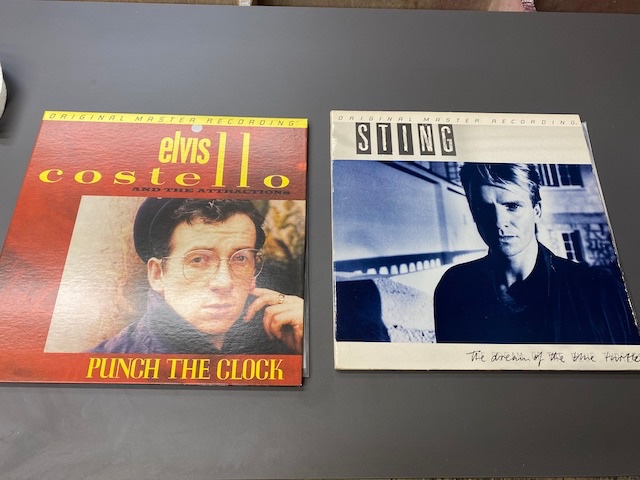 ORIGINAL MASTER RECORDING
elvis
costello
AND THE ATTRACTIONS
PUNCH THE CLOCK
ORIGINAL MASTER RECORDING
STING
the dream of the blue turtle